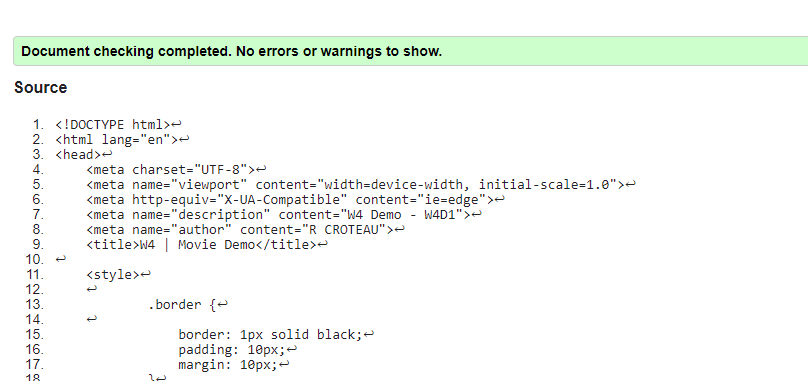 Document checking completed. No errors or warnings to show.
Source
1. <!DOCTYPE html>↩
2. <html lang="en">↩
3. <head>↩
4. <meta charset="UTF-8">↩
5. <meta name="viewport" content="width=device-width, initial-scale=1.0">↩
6. <meta http-equiv="X-UA-Compatible" content="ie=edge">↩
7. <meta name="description" content="W4 Demo - W4D1">↩
8. <meta name="author" content="R CROTEAU">↩
9. <title>W4 | Movie Demo</title>↩
10. ↩
11. <style>↩
12. ↩
13. .border {↩
14. ↩
15. border: 1px solid black;↩
16. padding: 10px;↩
17. margin: 10px;↩
18. }↩